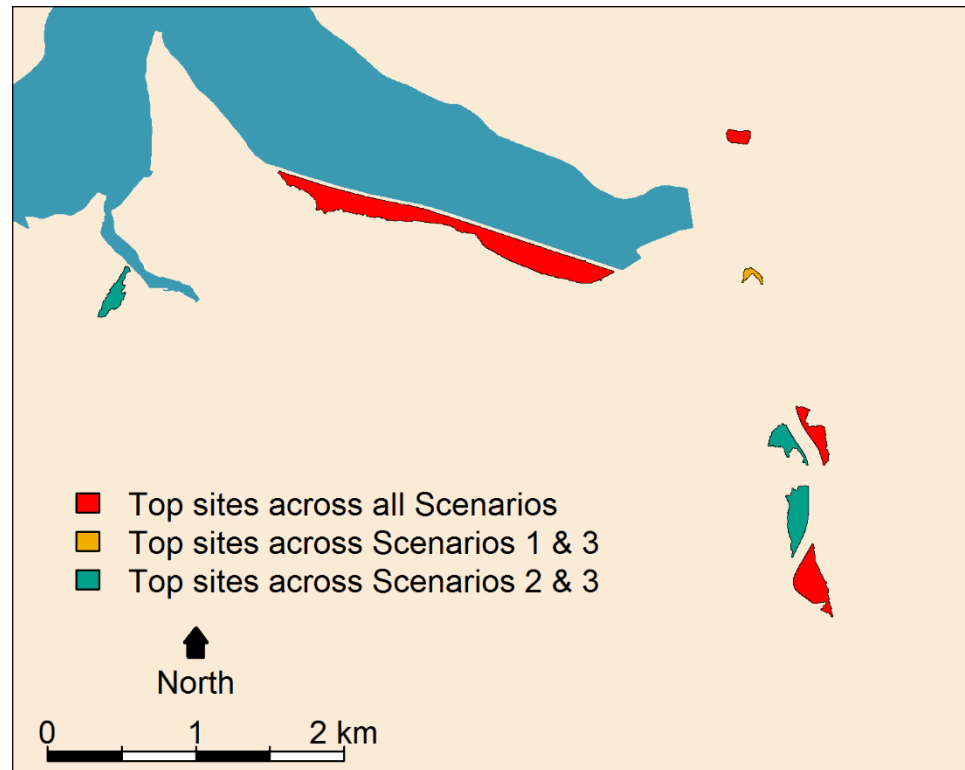 Top sites across all Scenarios
Top sites across Scenarios 1 & 3
Top sites across Scenarios 2 & 3
North
0 1 2 km